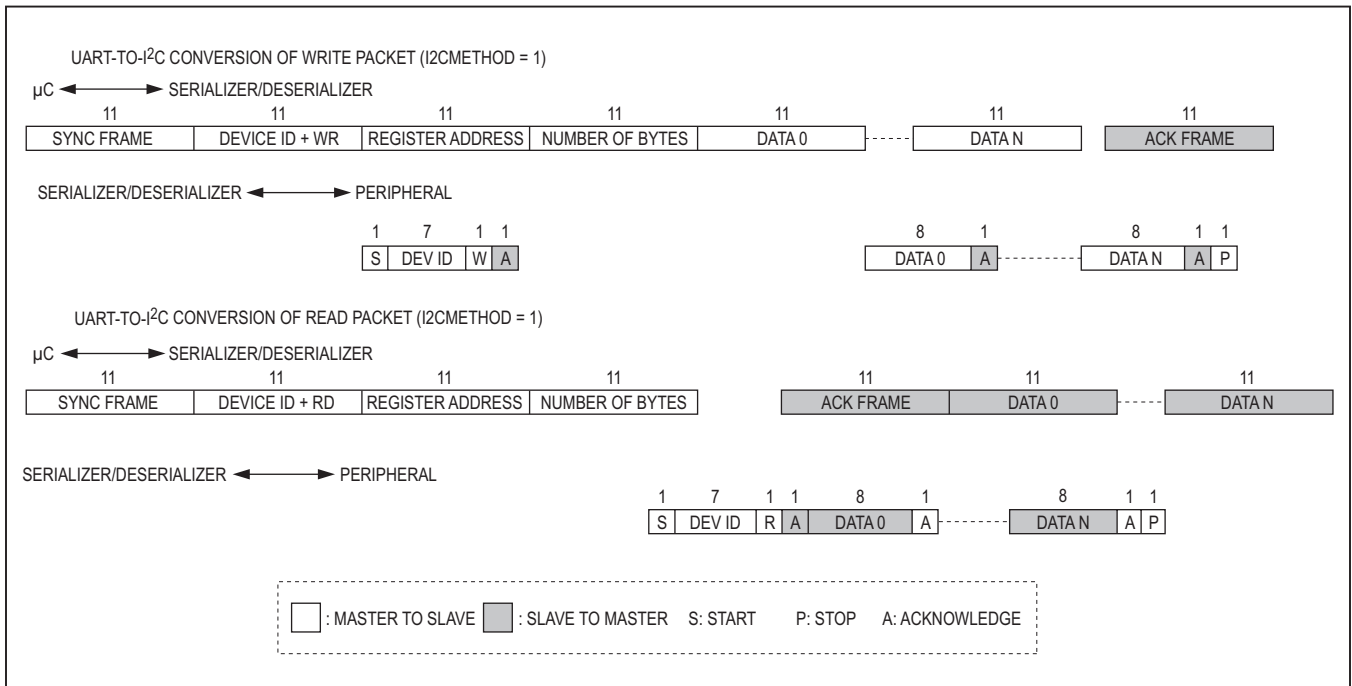 UART-TO-I2C CONVERSION OF WRITE PACKET (I2CMETHOD = 1)
µC SERIALIZER/DESERIALIZER
11 11 11 11 11 11 11
SYNC FRAME DEVICE ID + WR REGISTER ADDRESS NUMBER OF BYTES DATA 0 DATA N ACK FRAME
SERIALIZER/DESERIALIZER PERIPHERAL
1 7 1 1 8 1 8 1 1
S DEV ID W A DATA 0 A DATA N A P
UART-TO-I2C CONVERSION OF READ PACKET (I2CMETHOD = 1)
µC SERIALIZER/DESERIALIZER
11 11 11 11 11 11 11
SYNC FRAME DEVICE ID + RD REGISTER ADDRESS NUMBER OF BYTES ACK FRAME DATA 0 DATA N
SERIALIZER/DESERIALIZER PERIPHERAL
1 7 1 1 8 1 8 1 1
S DEV ID R A DATA 0 A DATA N A P
: MASTER TO SLAVE : SLAVE TO MASTER S: START P: STOP A: ACKNOWLEDGE